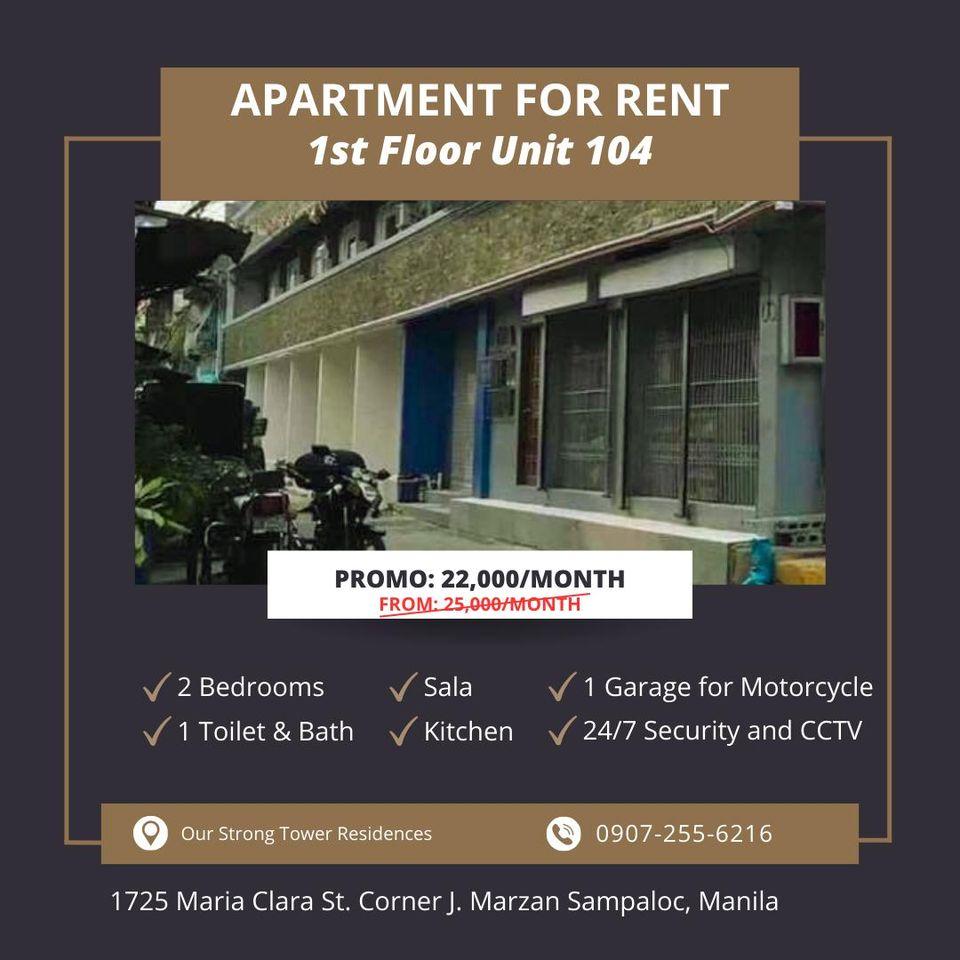 APARTMENT FOR RENT
1st Floor Unit 104
PROMO: 22,000/MONTH
FROM: 25,000/MONTH
2 Bedrooms
Sala
1 Garage for Motorcycle
1 Toilet & Bath
Kitchen
24/7 Security and CCTV
Our Strong Tower Residences
0907-255-6216
1725 Maria Clara St. Corner J. Marzan Sampaloc, Manila